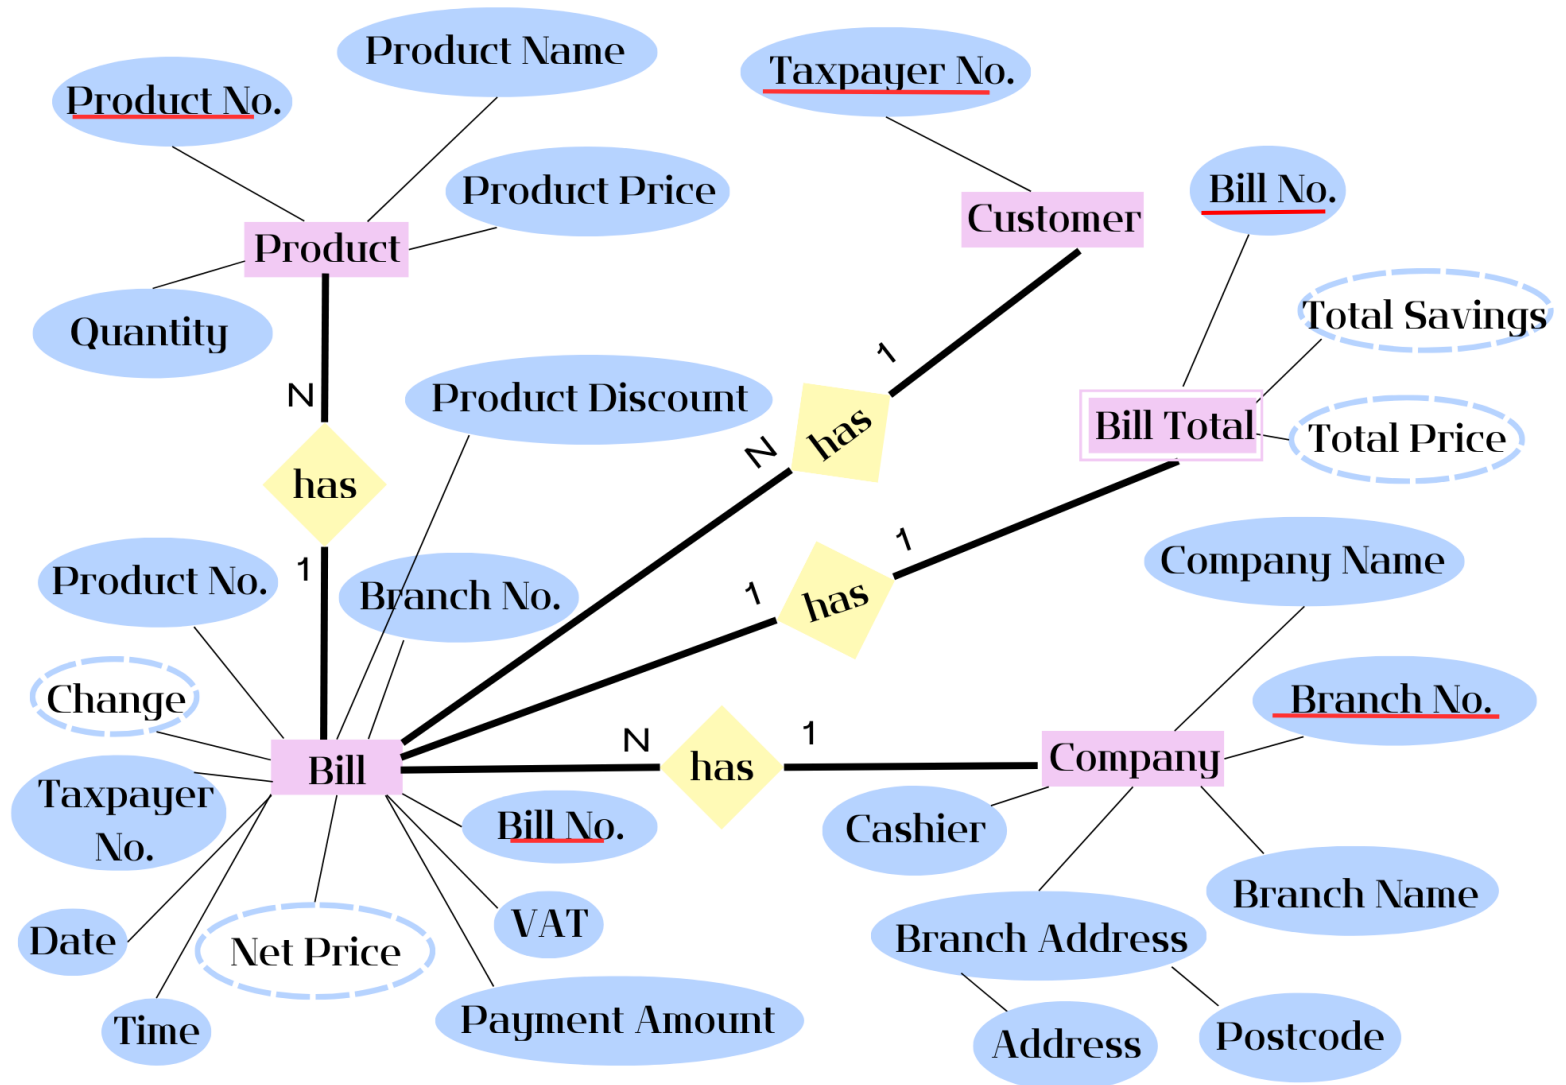 Product Name
Taxpayer No.
Product No.
Product Price
Bill No.
Customer
Product
Total Savings
Quantity
1
N
Product Discount
has
Bill Total
Total Price
N
has
1
Company Name
1
Product No.
Branch No.
1
has
Change
Branch No.
N
1
Bill
has
Company
Taxpayer
No.
Bill No.
Cashier
Branch Name
VAT
Date
Net Price
Branch Address
Time
Payment Amount
Address
Postcode